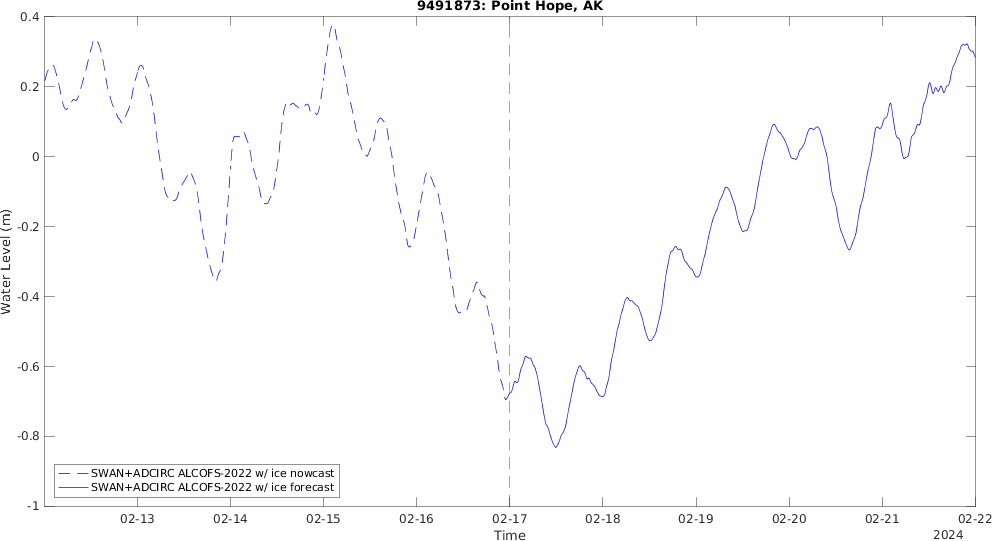 9491873: Point Hope, AK
0.4
0.2
0
-0.2
-0.4
-0.6
-0.8
-1
Water Level (m)
SWAN+ADCIRC ALCOFS-2022 w/ ice nowcast
SWAN+ADCIRC ALCOFS-2022 w/ ice forecast
02-13 02-14 02-15 02-16 02-17 02-18 02-19 02-20 02-21 02-22
Time
2024